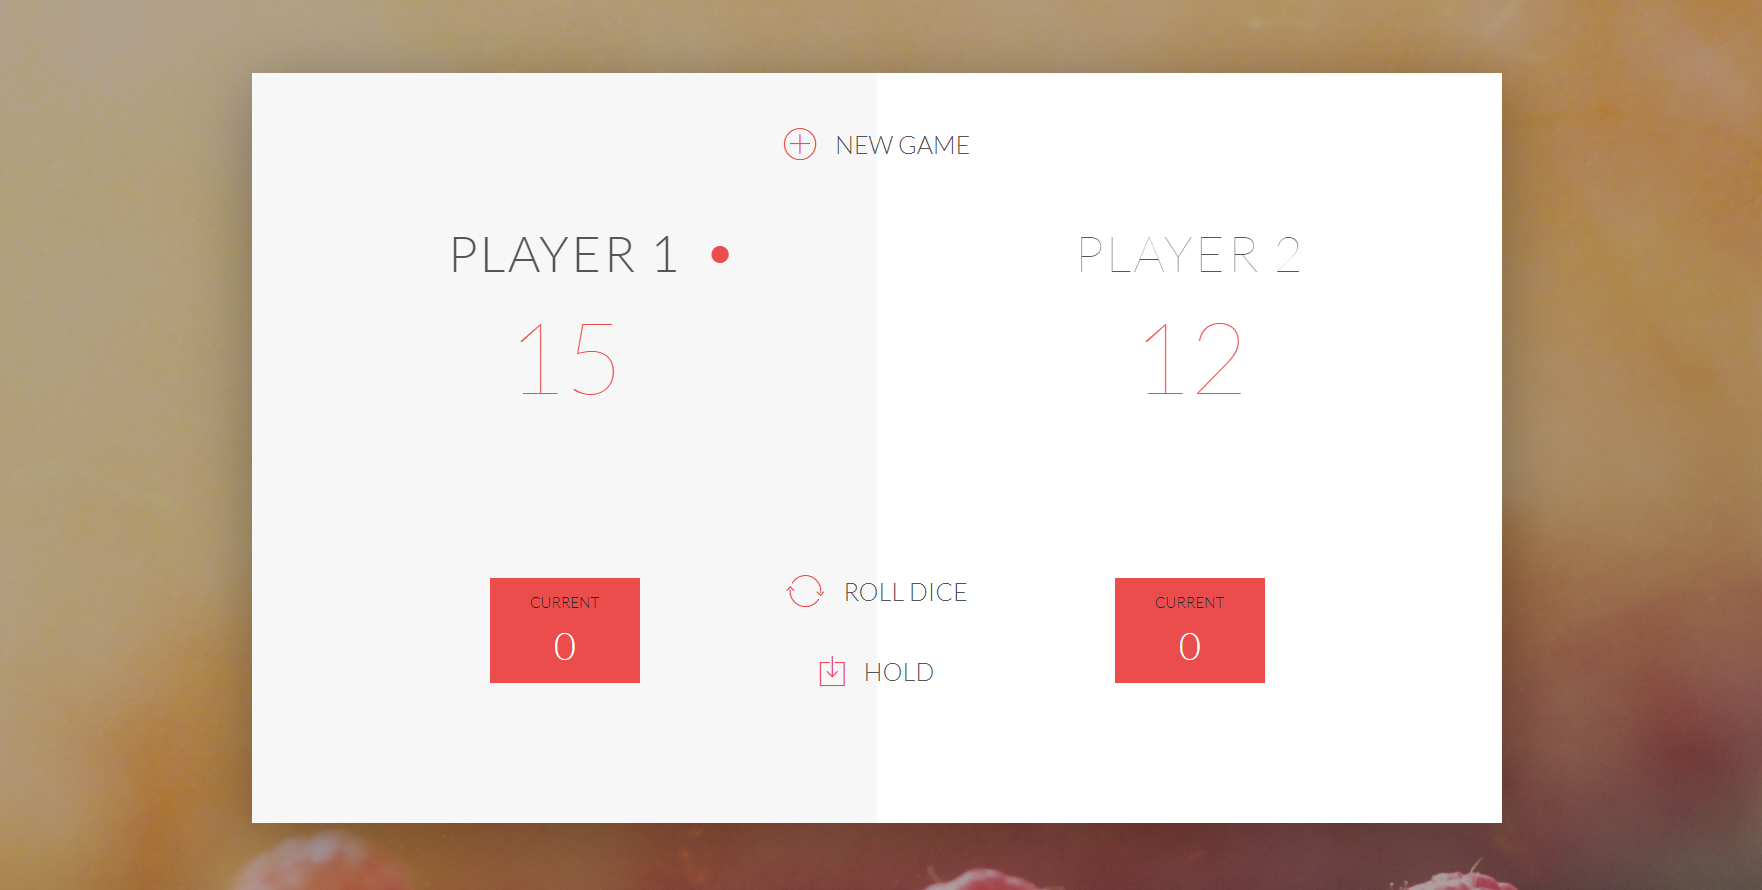 NEW GAME
PLAYER 1
PLAYER 2
15
12
CURRENT
0
ROLL DICE
HOLD
CURRENT
0